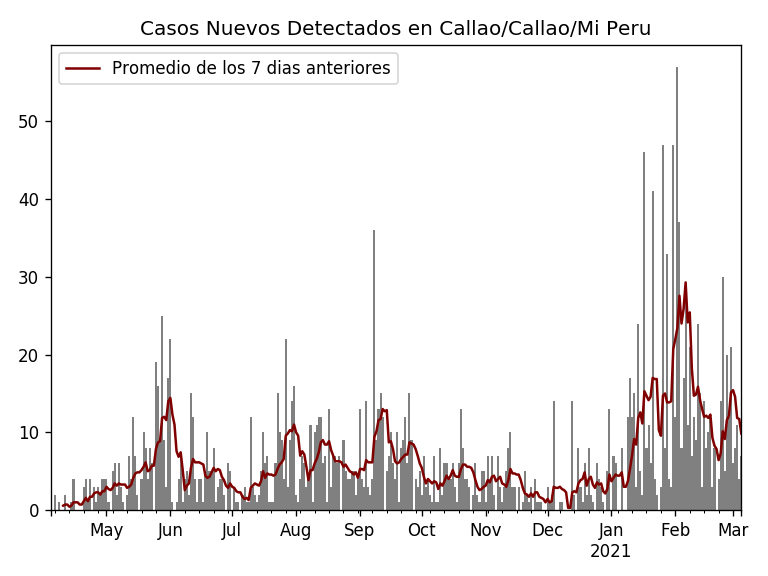 Casos Nuevos Detectados en Callao/Callao/Mi Peru
Promedio de los 7 dias anteriores
50
40
30
20
10
0
May Jun Jul Aug Sep Oct Nov Dec Jan Feb Mar
2021